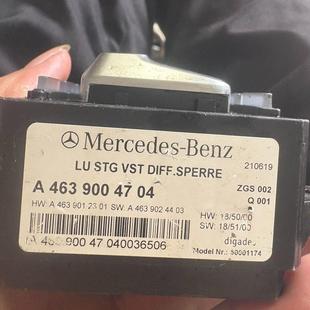 Mercedes-Benz
LU STG VST DIFF.SPERRE 210619
A 463 900 47 04 ZGS 002
Q 001
HW: A 463 901 23 01 SW: A 463 902 44 03
HW: 18/50/00
SW: 18/51/00
digades
A 463 900 47 040036506 Model Nr.: 50001174